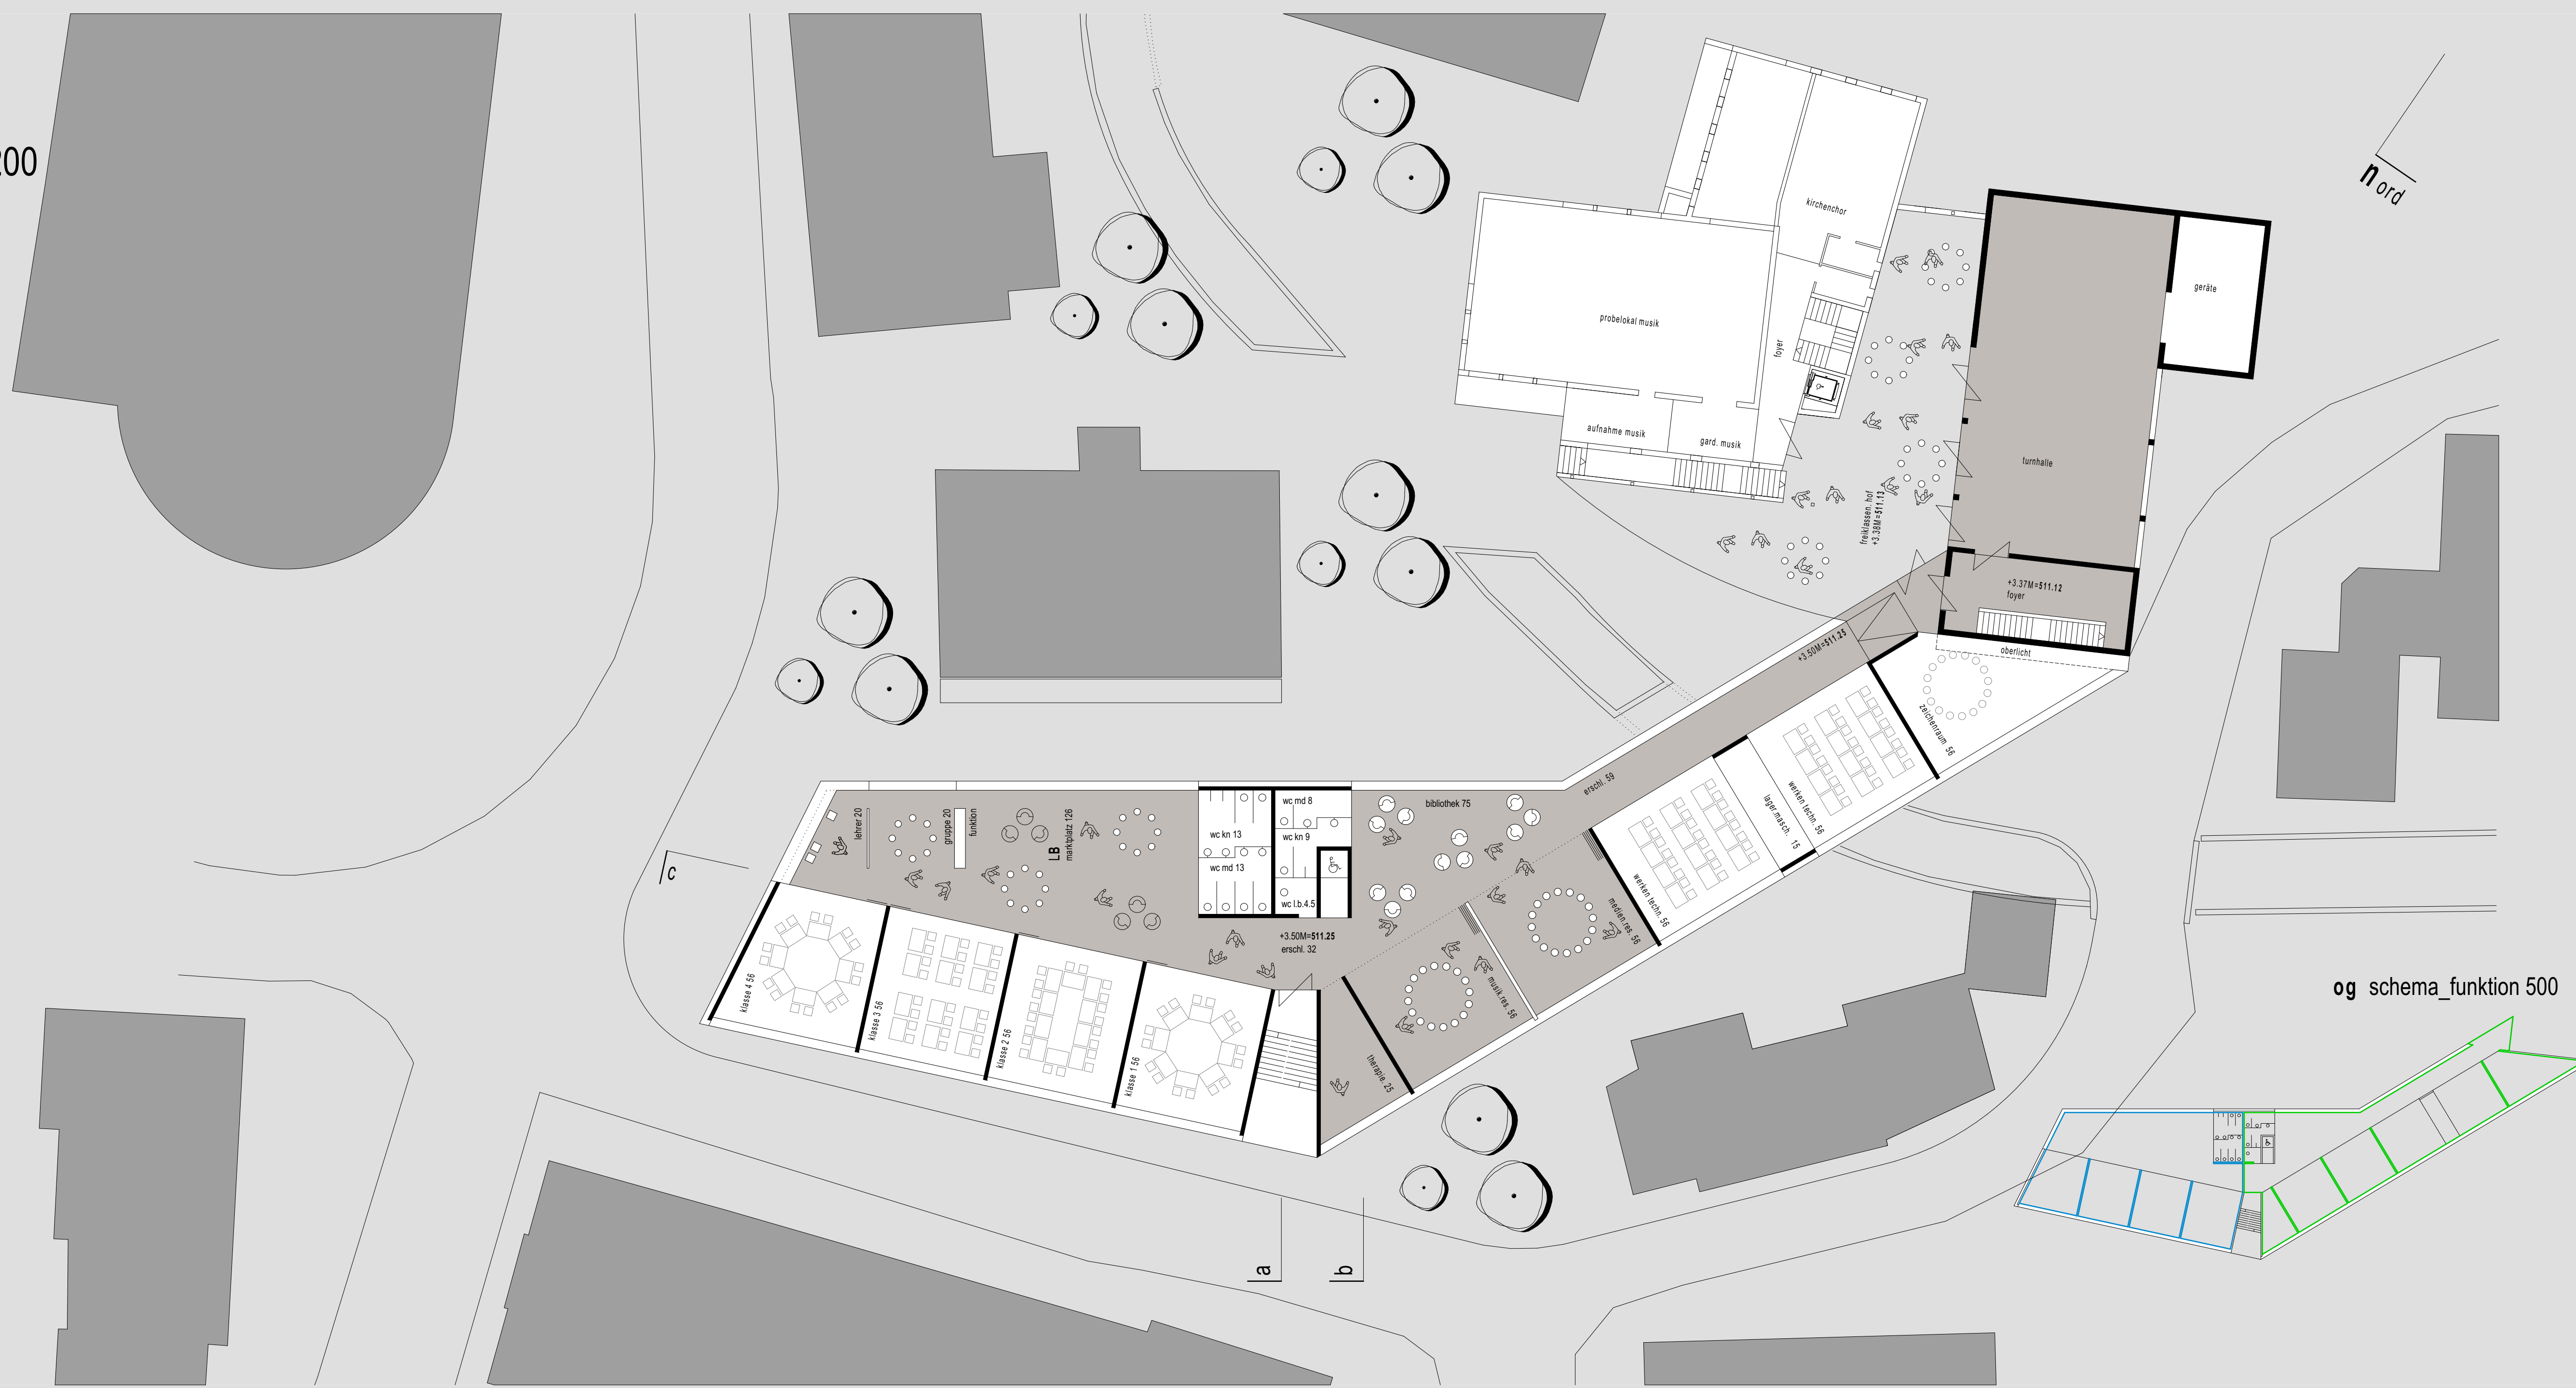 200
nord
kirchenchor
geräte
probelokal musik
foyer
aufnahme musik
gard. musik
turnhalle
freiklassen. hof
+3.38M=511.13
+3.37M=511.12
foyer
oberlicht
+3.50M=511.25
zeichenraum 56
erschl. 59
werken techn. 56
lager.masch. 15
werken techn. 56
lehrer 20
gruppe 20
funktion
LB
marktplatz 126
wc md 8
wc kn 13
wc kn 9
wc md 13
wc l.b.4.5
bibliothek 75
medien.res. 56
musik.res. 56
+3.50M=511.25
erschl. 32
therapie. 25
klasse 4 56
klasse 3 56
klasse 2 56
klasse 1 56
c
a
b
og schema_funktion 500